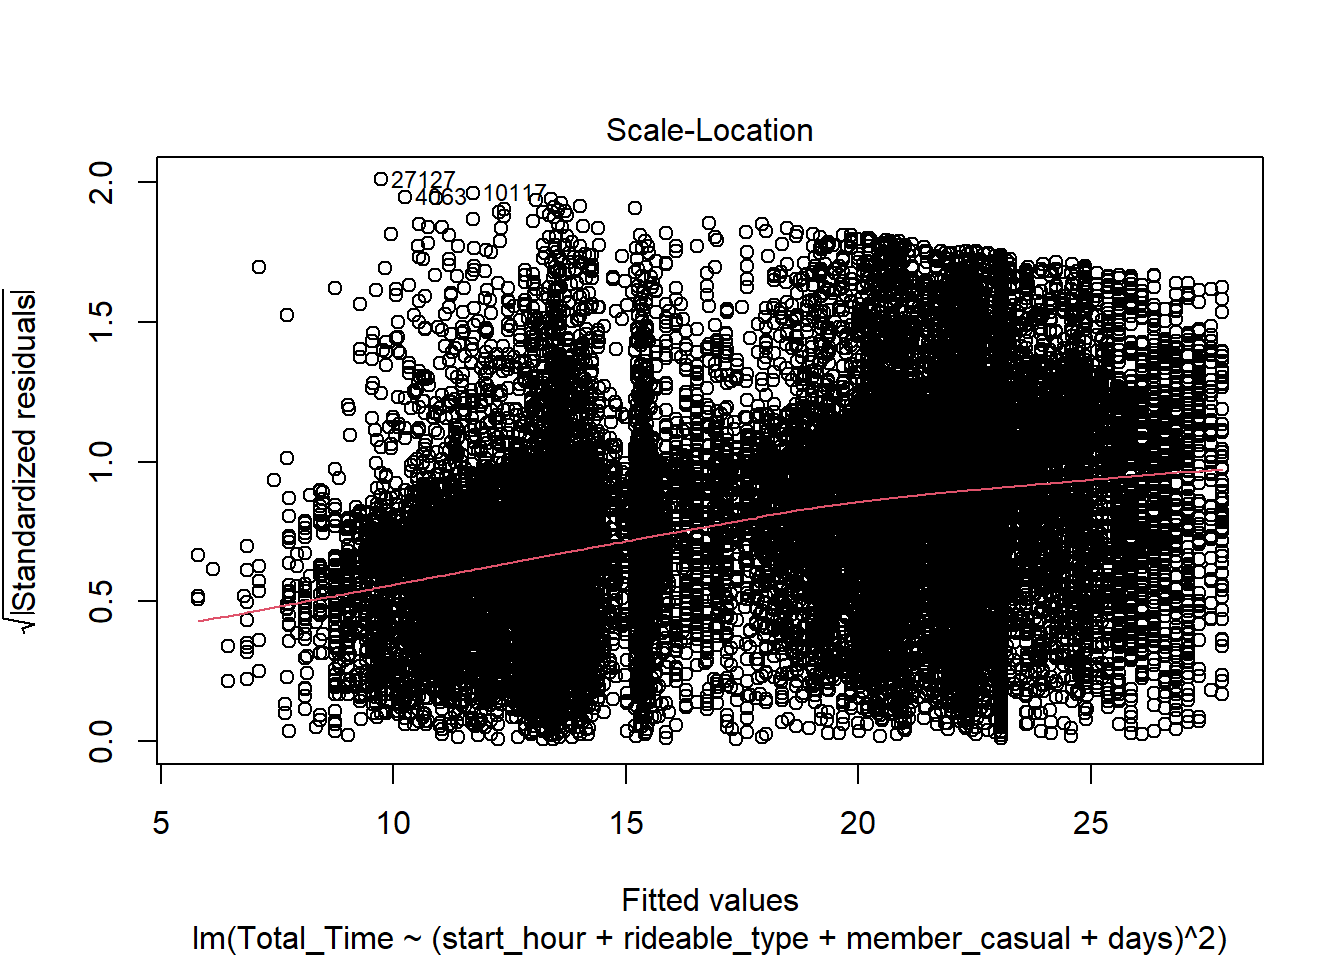 Scale-Location
√|Standardized residuals|
2.0
1.5
1.0
0.5
0.0
27127
4063
10117
5 10 15 20 25
Fitted values
lm(Total_Time ~ (start_hour + rideable_type + member_casual + days)^2)